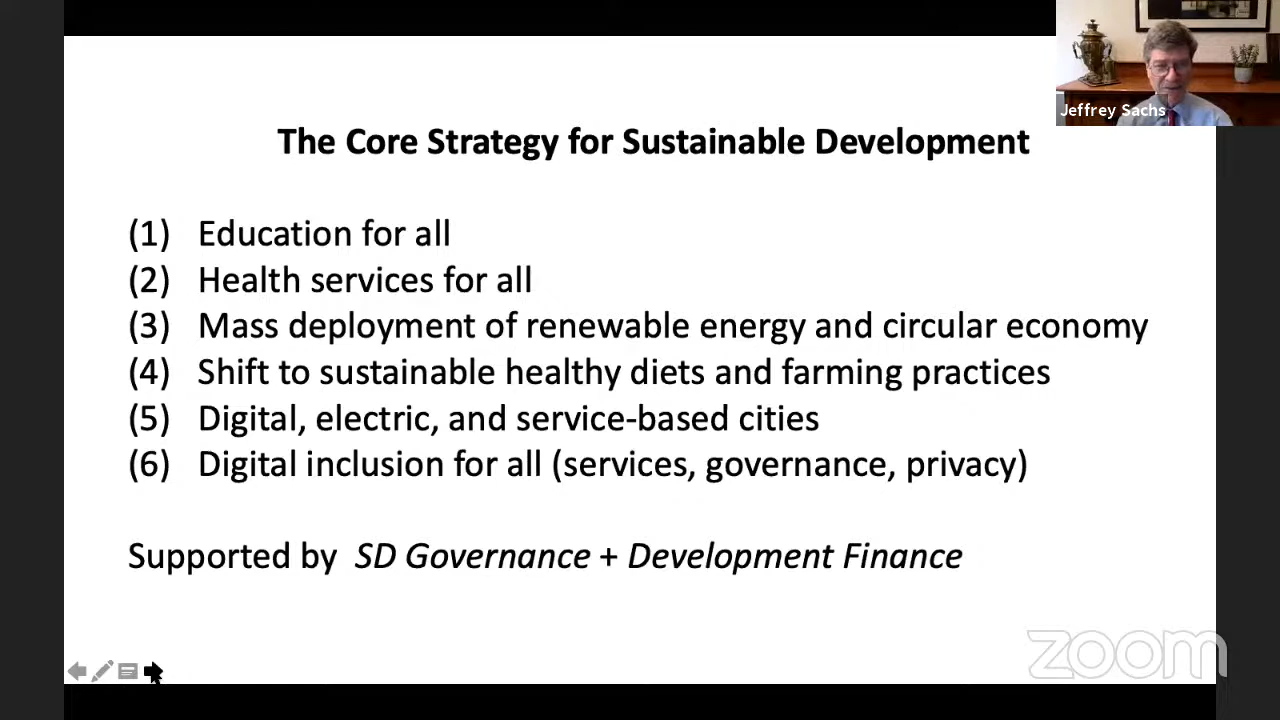 Jeffrey Sachs
The Core Strategy for Sustainable Development
(1) Education for all
(2) Health services for all
(3) Mass deployment of renewable energy and circular economy
(4) Shift to sustainable healthy diets and farming practices
(5) Digital, electric, and service-based cities
(6) Digital inclusion for all (services, governance, privacy)
Supported by SD Governance + Development Finance
zoom